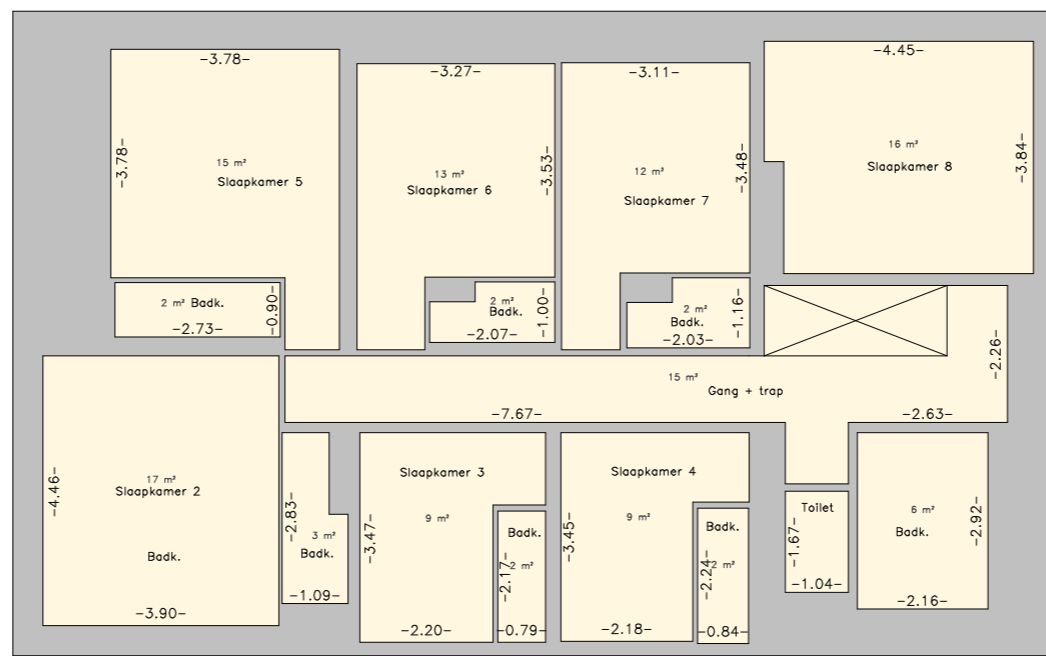 -3.78-
-3.78-
15 m²
Slaapkamer 5
-3.27-
-3.53-
13 m²
Slaapkamer 6
-3.11-
-3.48-
12 m²
Slaapkamer 7
-4.45-
-3.84-
16 m²
Slaapkamer 8
2 m² Badk.
-0.90-
-2.73-
2 m²
Badk.
-1.00-
-2.07-
2 m²
Badk.
-1.16-
-2.03-
-2.26-
15 m²
Gang + trap
-7.67-
-2.63-
-4.46-
17 m²
Slaapkamer 2
Badk.
-3.90-
-2.83-
3 m²
Badk.
-1.09-
Slaapkamer 3
9 m²
-3.47-
-2.20-
Badk.
-2.17-
2 m²
-0.79-
Slaapkamer 4
9 m²
-3.45-
-2.18-
Badk.
-2.24-
2 m²
-0.84-
Toilet
-1.67-
-1.04-
6 m²
Badk.
-2.92-
-2.16-